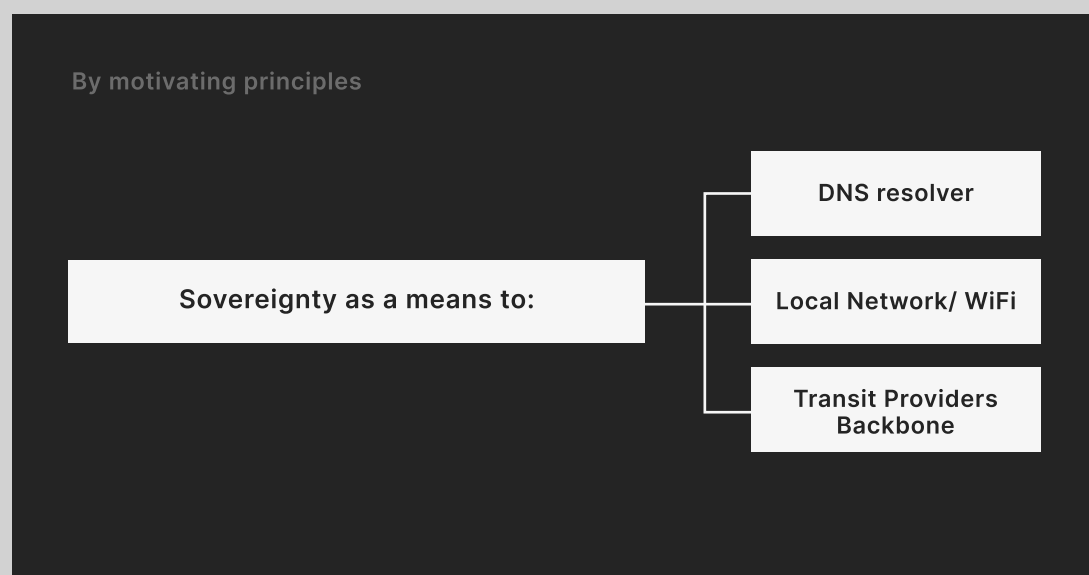 By motivating principles
DNS resolver
Sovereignty as a means to:
Local Network/ WiFi
Transit Providers
Backbone